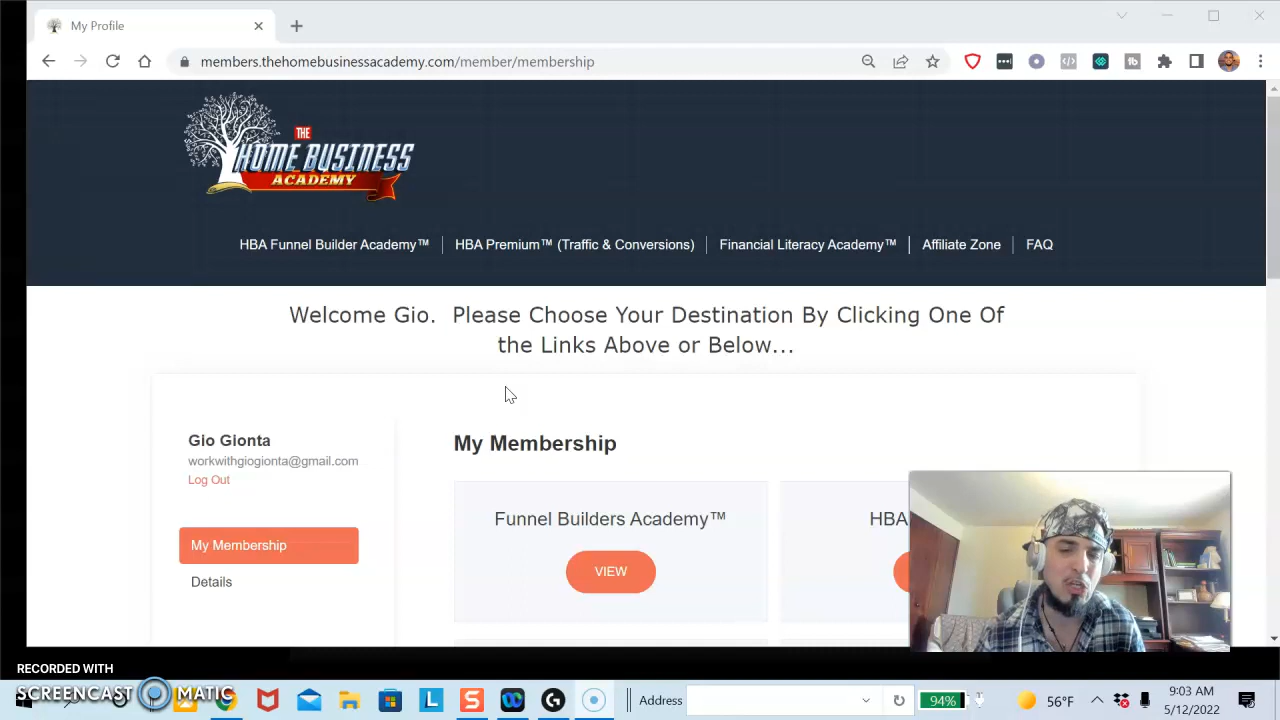 My Profile
members.thehomebusinessacademy.com/member/membership
THE
HOME BUSINESS
ACADEMY
HBA Funnel Builder Academy™
HBA Premium™ (Traffic & Conversions)
Financial Literacy Academy™
Affiliate Zone
FAQ
Welcome Gio. Please Choose Your Destination By Clicking One Of
the Links Above or Below...
Gio Gionta
workwithgiogionta@gmail.com
Log Out
My Membership
Details
My Membership
Funnel Builders Academy™
VIEW
HBA
RECORDED WITH
SCREENCAST MATIC
Address
94%
56°F
9:03 AM
5/12/2022